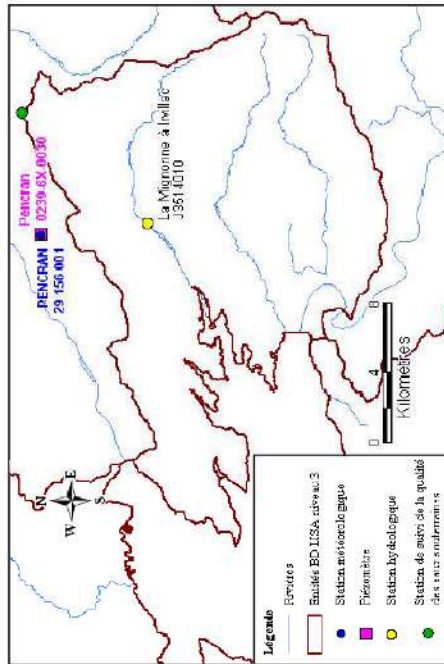 Pencran
0239-6X-0030
PENCRAN
29 156 001
La Mignonne à Irvillac
J3514010
N
W
E
S
0
4
8
Kilomètres
Légende
Rivières
Entités BD LISA niveau 3
Station météorologique
Piézomètre
Station hydrologique
Station de suivi de la qualité
des eaux souterraines